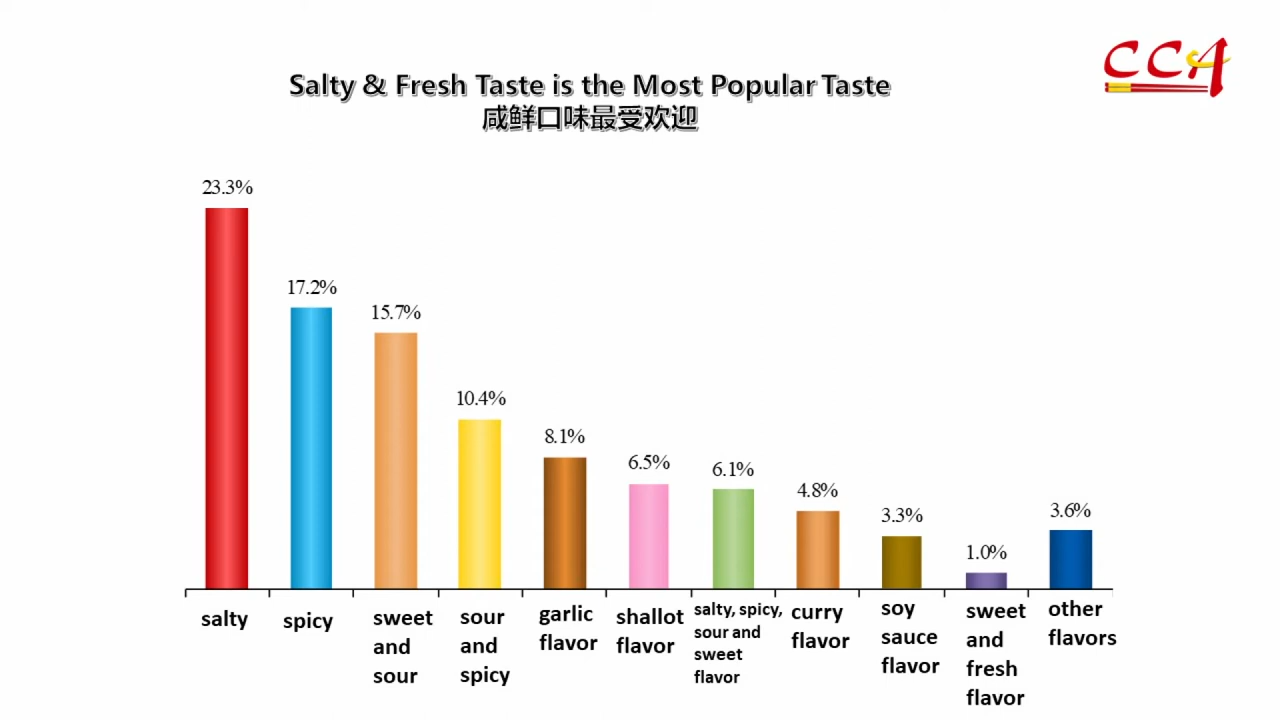 CCA
Salty & Fresh Taste is the Most Popular Taste
咸鲜口味最受欢迎
23.3%
17.2%
15.7%
10.4%
8.1%
6.5%
6.1%
4.8%
3.3%
1.0%
3.6%
salty
spicy
sweet
and
sour
sour
and
spicy
garlic
flavor
shallot
flavor
salty, spicy,
sour and
sweet
flavor
curry
flavor
soy
sauce
flavor
sweet
and
fresh
flavor
other
flavors